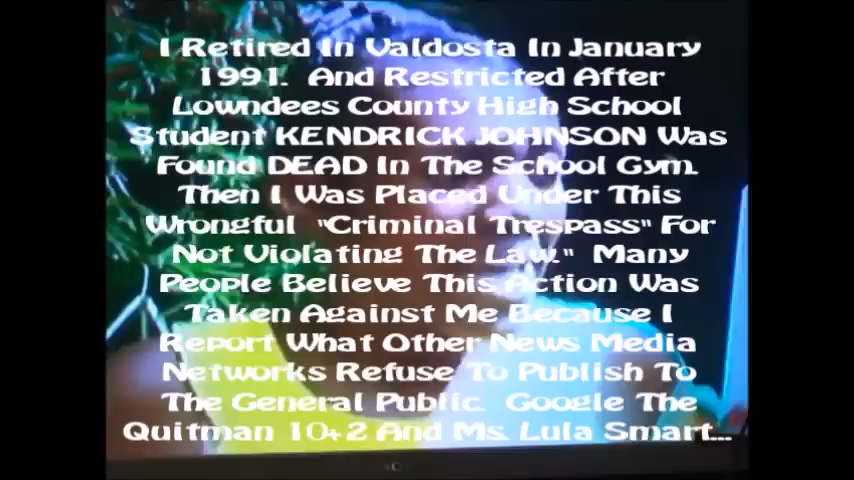 I Retired In Valdosta In January
1991.  And Restricted After
Lowndees County High School
Student KENDRICK JOHNSON Was
Found DEAD In The School Gym.
Then I Was Placed Under This
Wrongful  "Criminal Trespass" For
Not Violating The Law."  Many
People Believe This Action Was
Taken Against Me Because I
Report What Other News Media
Networks Refuse To Publish To
The General Public.  Google The
Quitman 10+2 And Ms. Lula Smart...